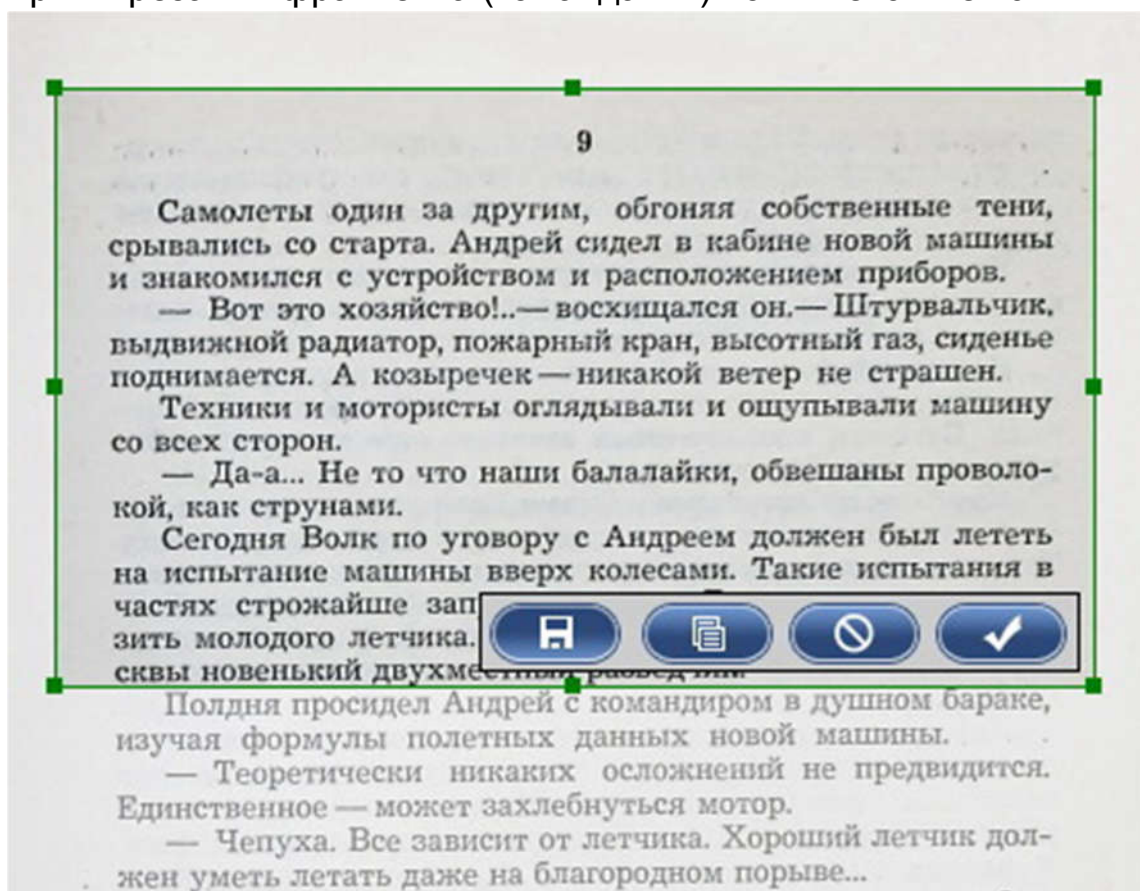 9
Самолеты один за другим, обгоняя собственные тени,
срывались со старта. Андрей сидел в кабине новой машины
и знакомился с устройством и расположением приборов.
— Вот это хозяйство!..— восхищался он.— Штурвальчик,
выдвижной радиатор, пожарный кран, высотный газ, сиденье
поднимается. А козыречек — никакой ветер не страшен.
Техники и мотористы оглядывали и ощупывали машину
со всех сторон.
— Да-а... Не то что наши балалайки, обвешаны проволо-
кой, как струнами.
Сегодня Волк по уговору с Андреем должен был лететь
на испытание машины вверх колесами. Такие испытания в
частях строжайше
зить молодого летчика.
сквы новенький двухместный
Полдня просидел Андрей с командиром в душном бараке,
изучая формулы полетных данных новой машины.
— Теоретически никаких осложнений не предвидится.
Единственное — может захлебнуться мотор.
— Чепуха. Все зависит от летчика. Хороший летчик дол-
жен уметь летать даже на благородном порыве...